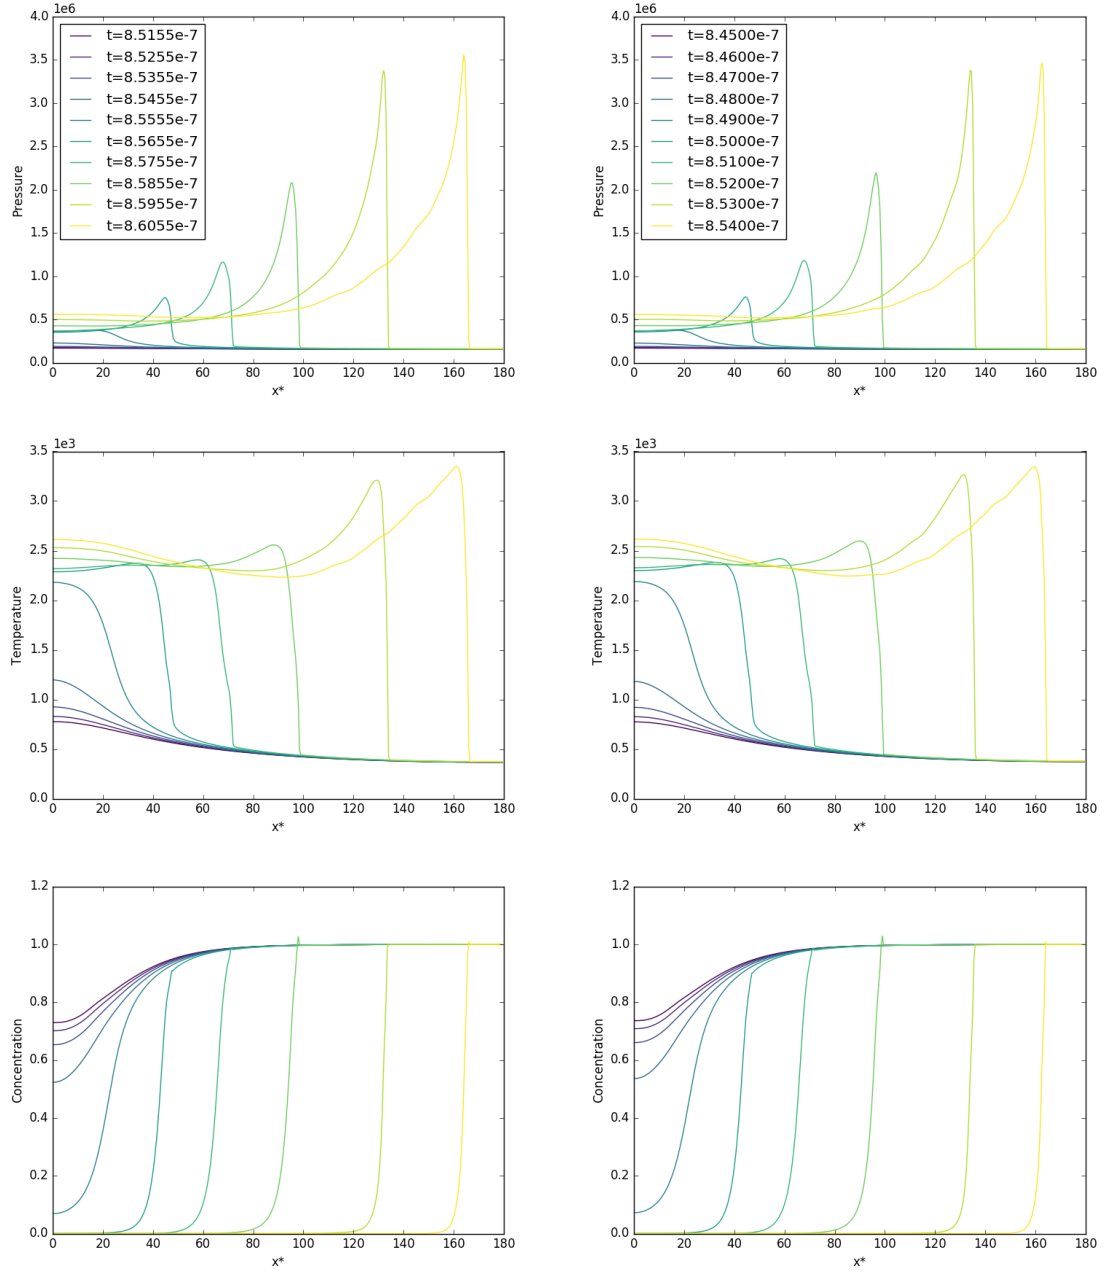 1e6
4.0
3.5
3.0
2.5
2.0
1.5
1.0
0.5
0.0
Pressure
t=8.5155e-7
t=8.5255e-7
t=8.5355e-7
t=8.5455e-7
t=8.5555e-7
t=8.5655e-7
t=8.5755e-7
t=8.5855e-7
t=8.5955e-7
t=8.6055e-7
0 20 40 60 80 100 120 140 160 180
x*
1e6
4.0
3.5
3.0
2.5
2.0
1.5
1.0
0.5
0.0
Pressure
t=8.4500e-7
t=8.4600e-7
t=8.4700e-7
t=8.4800e-7
t=8.4900e-7
t=8.5000e-7
t=8.5100e-7
t=8.5200e-7
t=8.5300e-7
t=8.5400e-7
0 20 40 60 80 100 120 140 160 180
x*
1e3
3.5
3.0
2.5
2.0
1.5
1.0
0.5
0.0
Temperature
0 20 40 60 80 100 120 140 160 180
x*
1e3
3.5
3.0
2.5
2.0
1.5
1.0
0.5
0.0
Temperature
0 20 40 60 80 100 120 140 160 180
x*
1.2
1.0
0.8
0.6
0.4
0.2
0.0
Concentration
0 20 40 60 80 100 120 140 160 180
x*
1.2
1.0
0.8
0.6
0.4
0.2
0.0
Concentration
0 20 40 60 80 100 120 140 160 180
x*